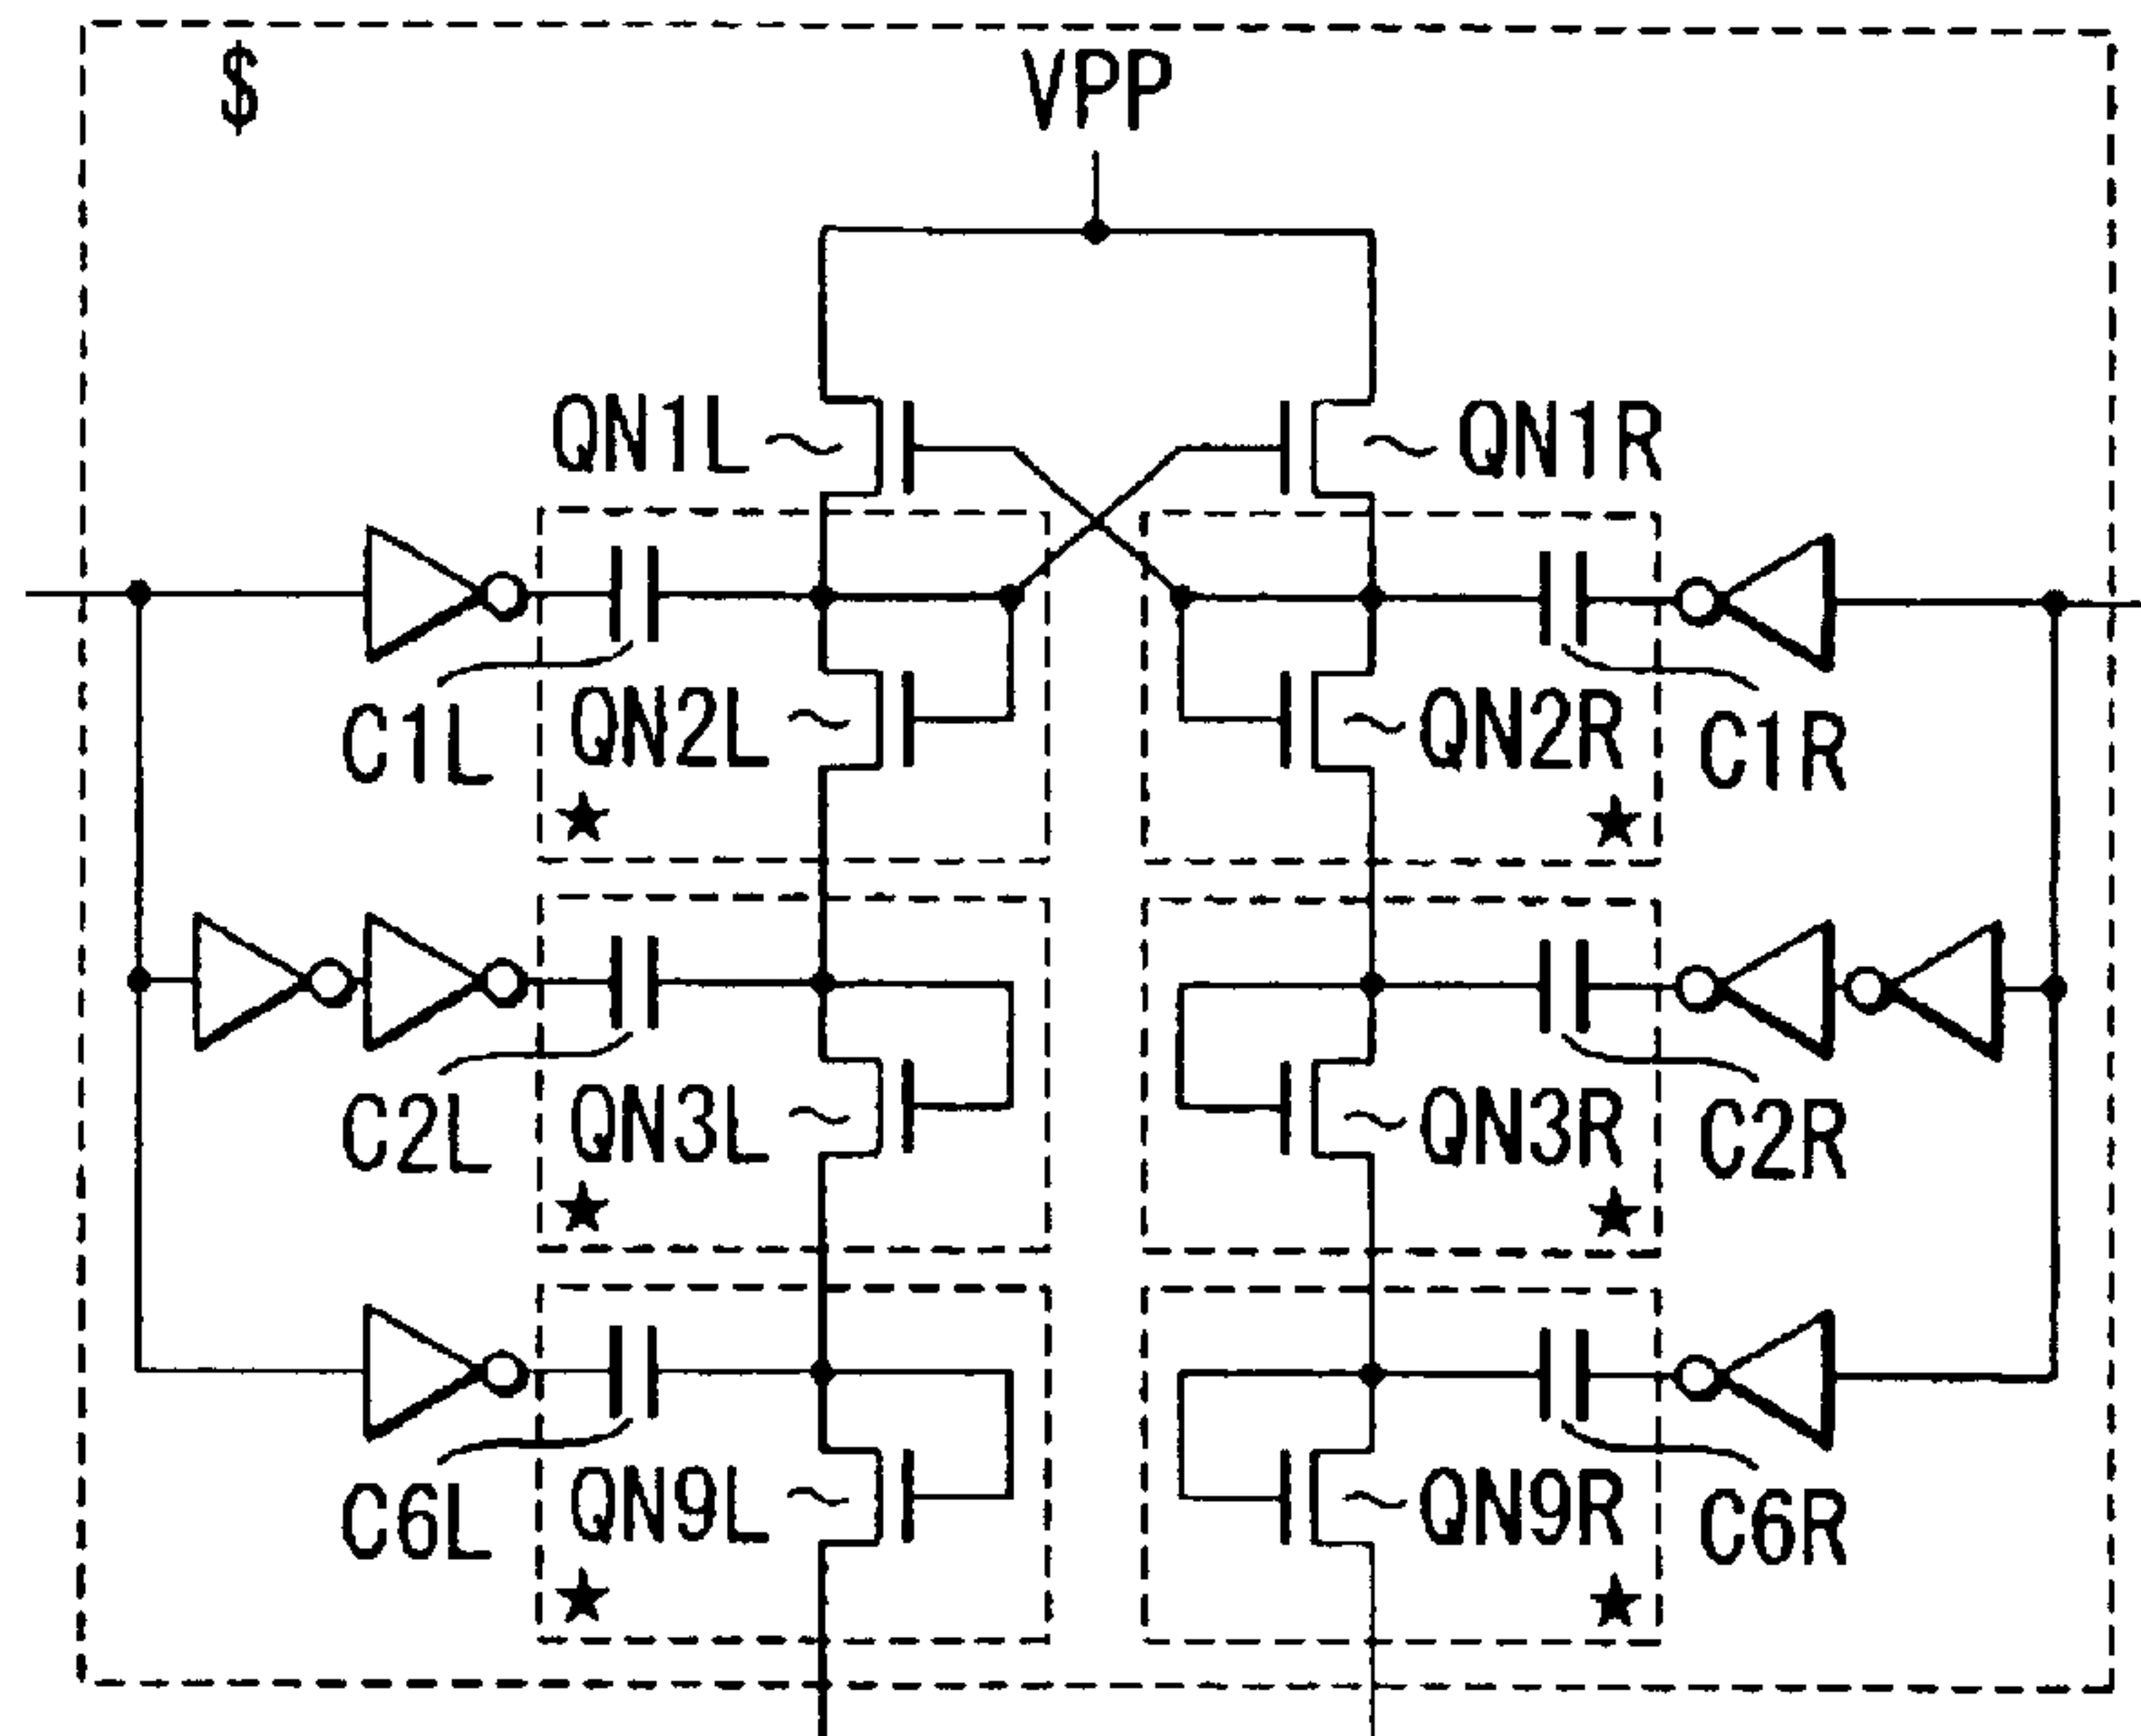 $
VPP
QN1L
QN1R
C1L
QN2L
QN2R
C1R
★
★
C2L
QN3L
QN3R
C2R
★
★
C6L
QN9L
QN9R
C6R
★
★